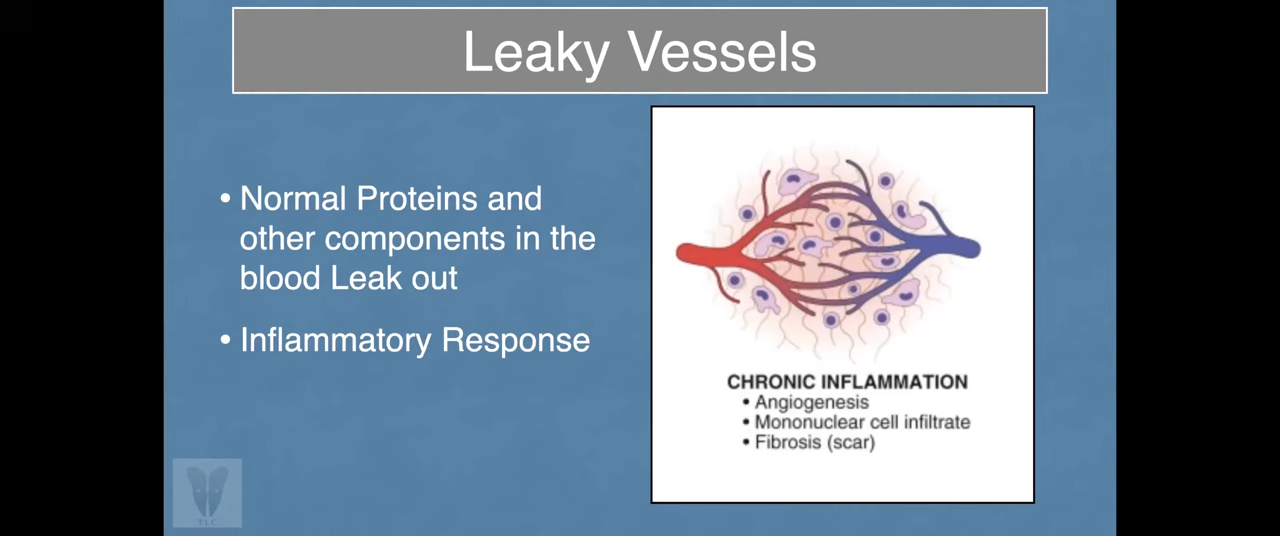 Leaky Vessels
• Normal Proteins and
other components in the
blood Leak out
• Inflammatory Response
CHRONIC INFLAMMATION
• Angiogenesis
• Mononuclear cell infiltrate
• Fibrosis (scar)
TLC